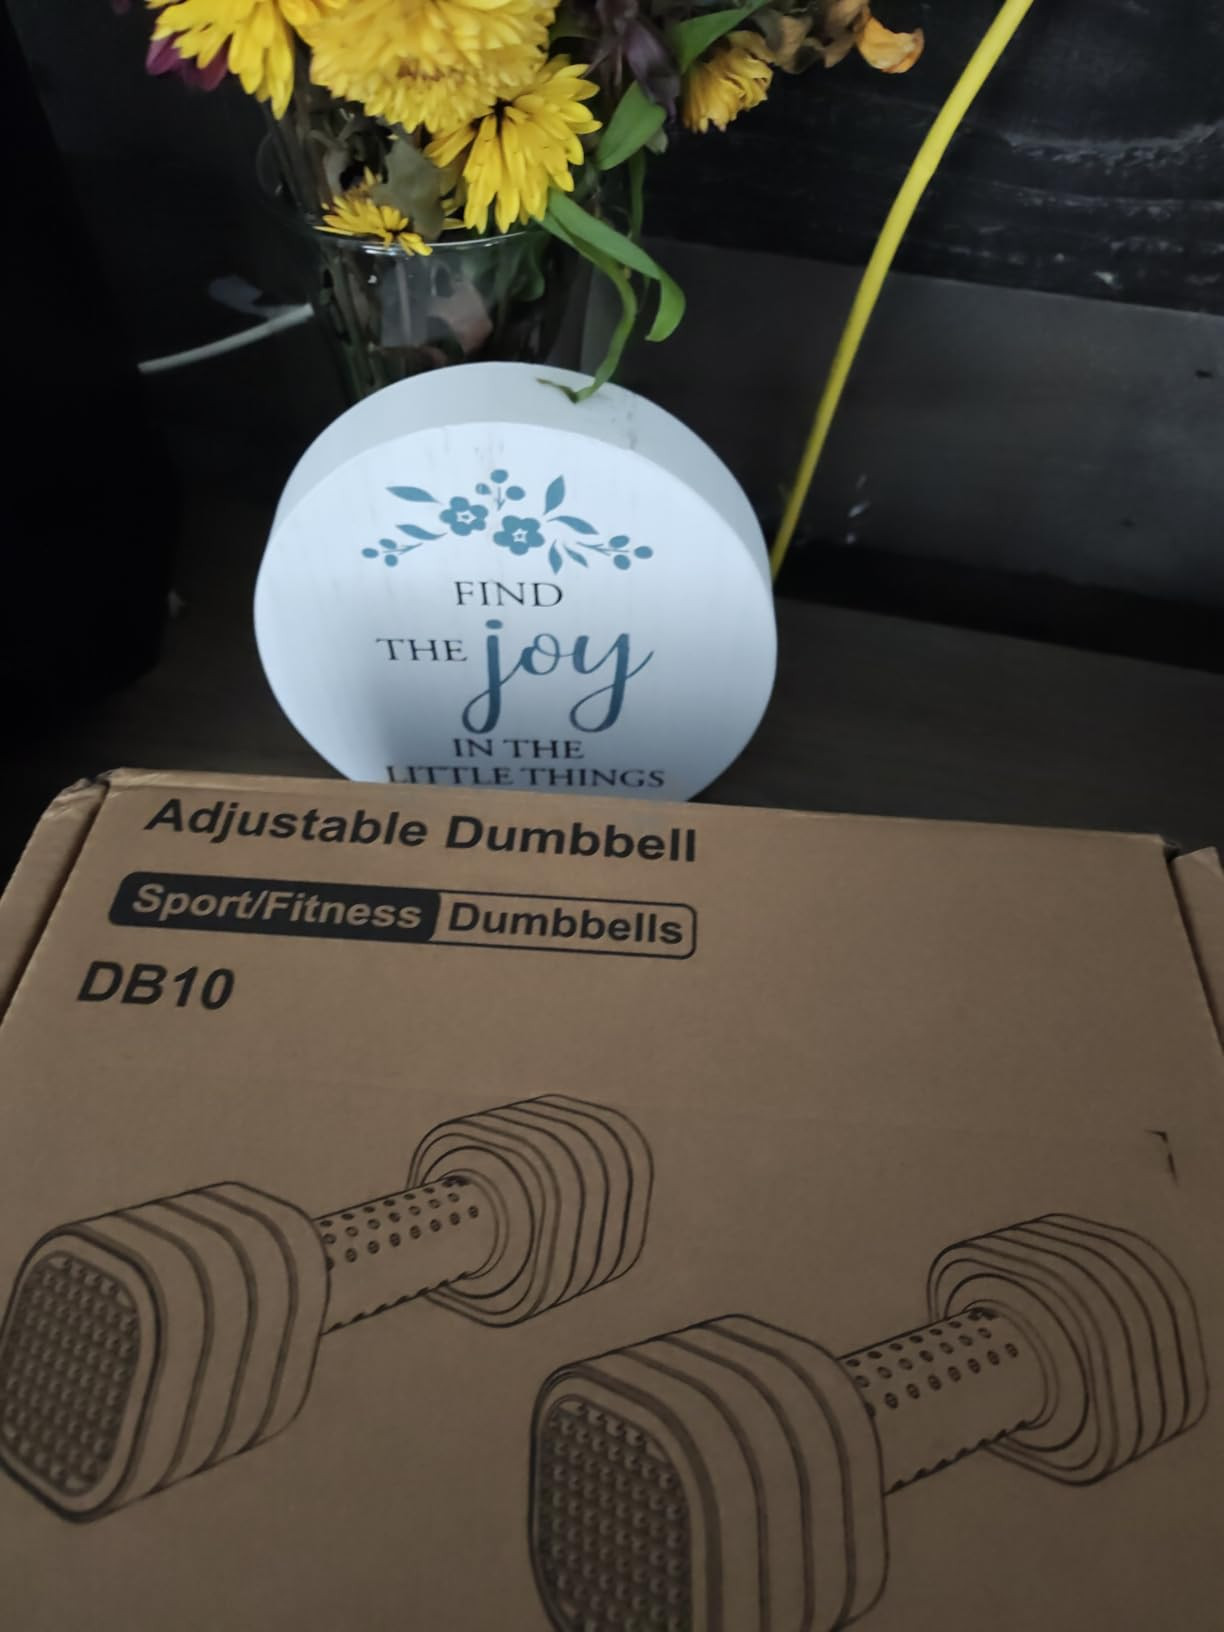 FIND
THE joy
IN THE
LITTLE THINGS
Adjustable Dumbbell
Sport/Fitness Dumbbells
DB10